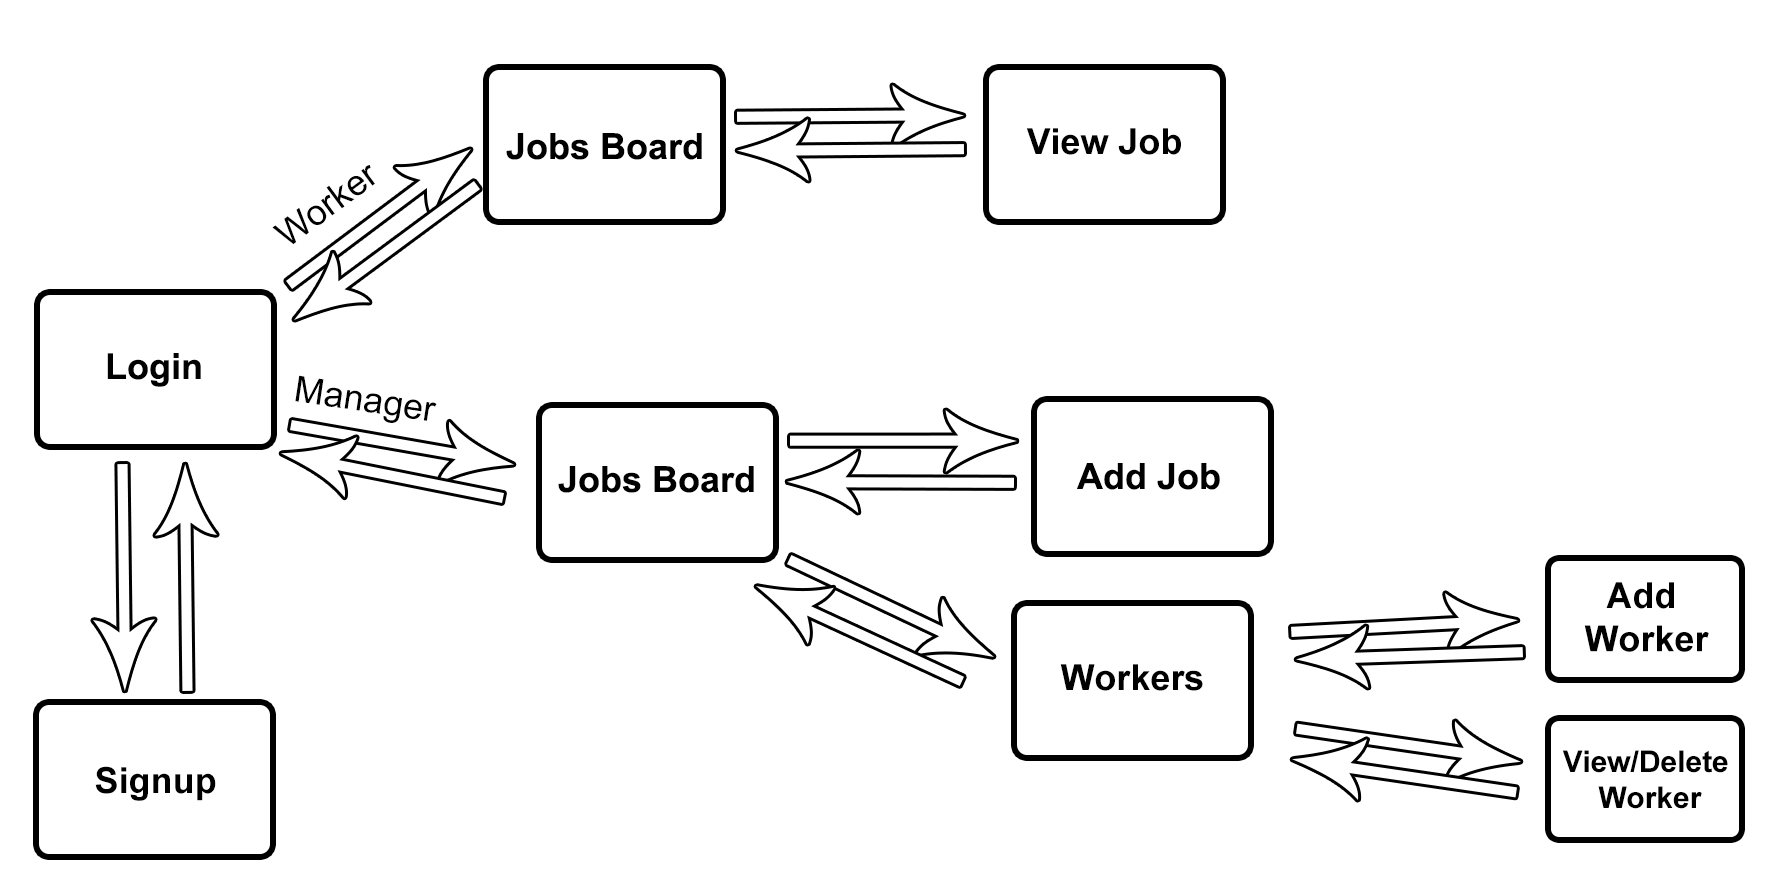 Worker
Jobs Board
View Job
Login
Manager
Jobs Board
Add Job
Signup
Workers
Add
Worker
View/Delete
Worker